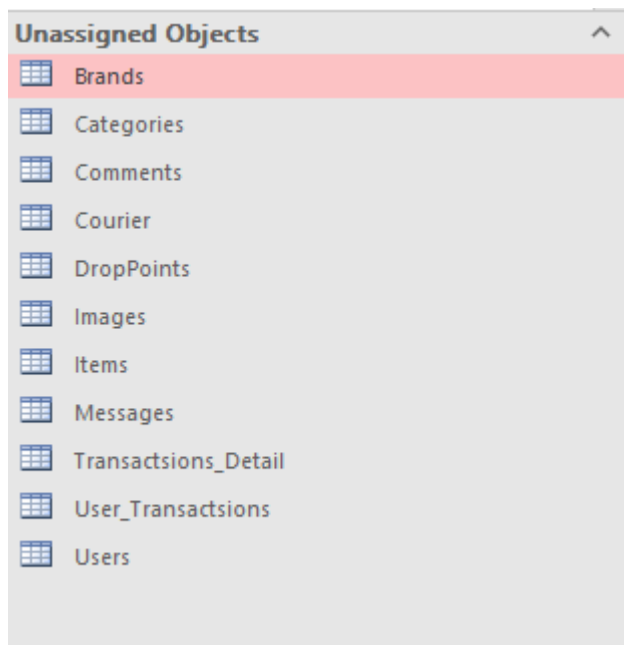 Unassigned Objects
Brands
Categories
Comments
Courier
DropPoints
Images
Items
Messages
Transactsions_Detail
User_Transactsions
Users